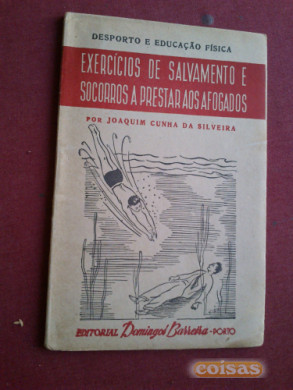 DESPORTO E EDUCAÇÃO FÍSICA
EXERCÍCIOS DE SALVAMENTO E
SOCORROS A PRESTAR AOS AFOGADOS
POR JOAQUIM CUNHA DA SILVEIRA
EDITORIAL Domingos Barreira - PORTO
coisas